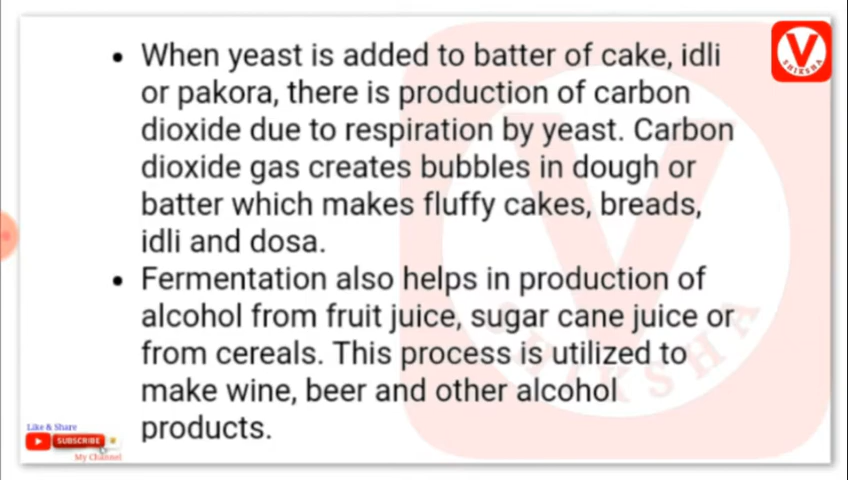 V
SHIKSHA
• When yeast is added to batter of cake, idli
or pakora, there is production of carbon
dioxide due to respiration by yeast. Carbon
dioxide gas creates bubbles in dough or
batter which makes fluffy cakes, breads,
idli and dosa.
• Fermentation also helps in production of
alcohol from fruit juice, sugar cane juice or
from cereals. This process is utilized to
make wine, beer and other alcohol
products.
V
SHIKSHA
Like & Share
SUBSCRIBE
My Channel